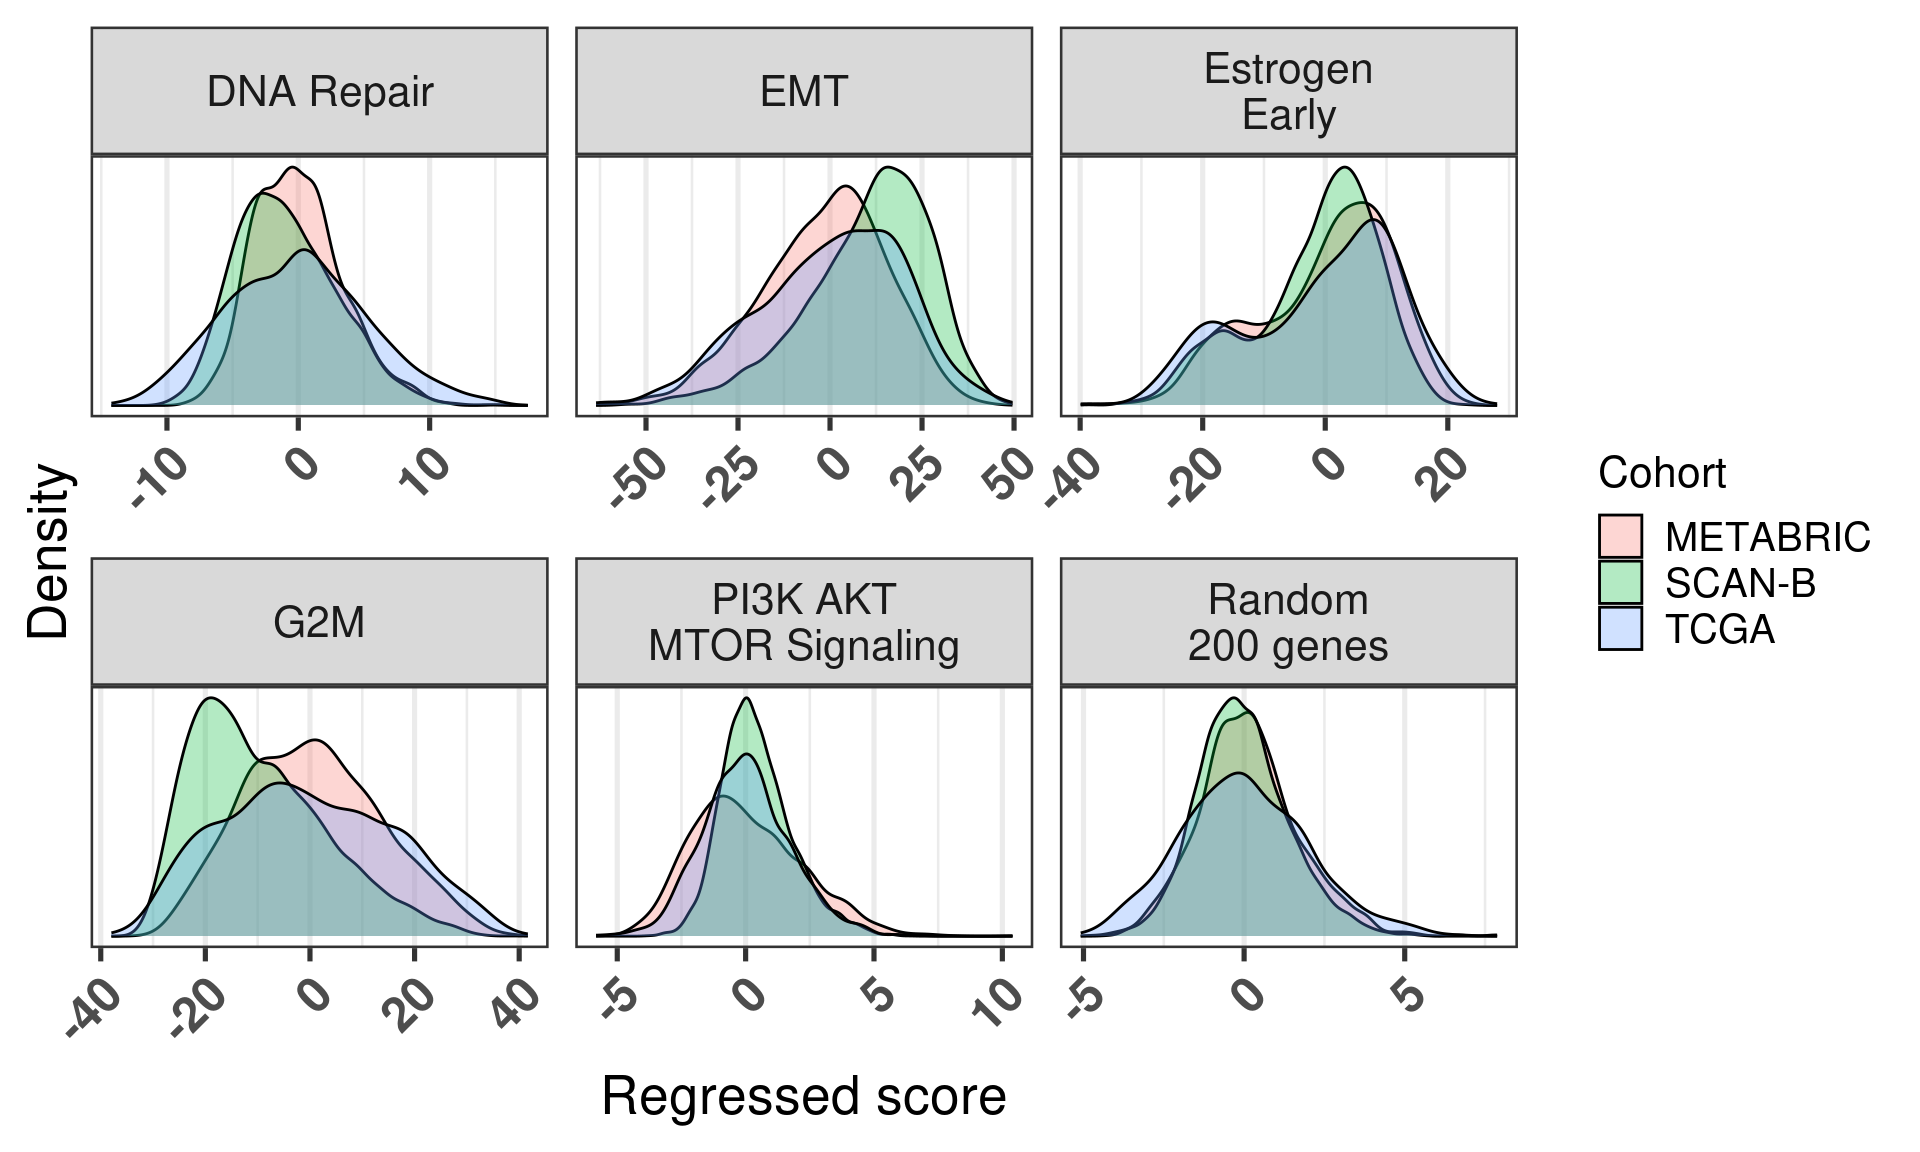 DNA Repair
EMT
Estrogen
Early
-10 0 10
-50 -25 0 25 50
-40 -20 0 20
Density
G2M
PI3K AKT
MTOR Signaling
Random
200 genes
-40 -20 0 20 40
-5 0 5 10
-5 0 5
Regressed score
Cohort
METABRIC
SCAN-B
TCGA